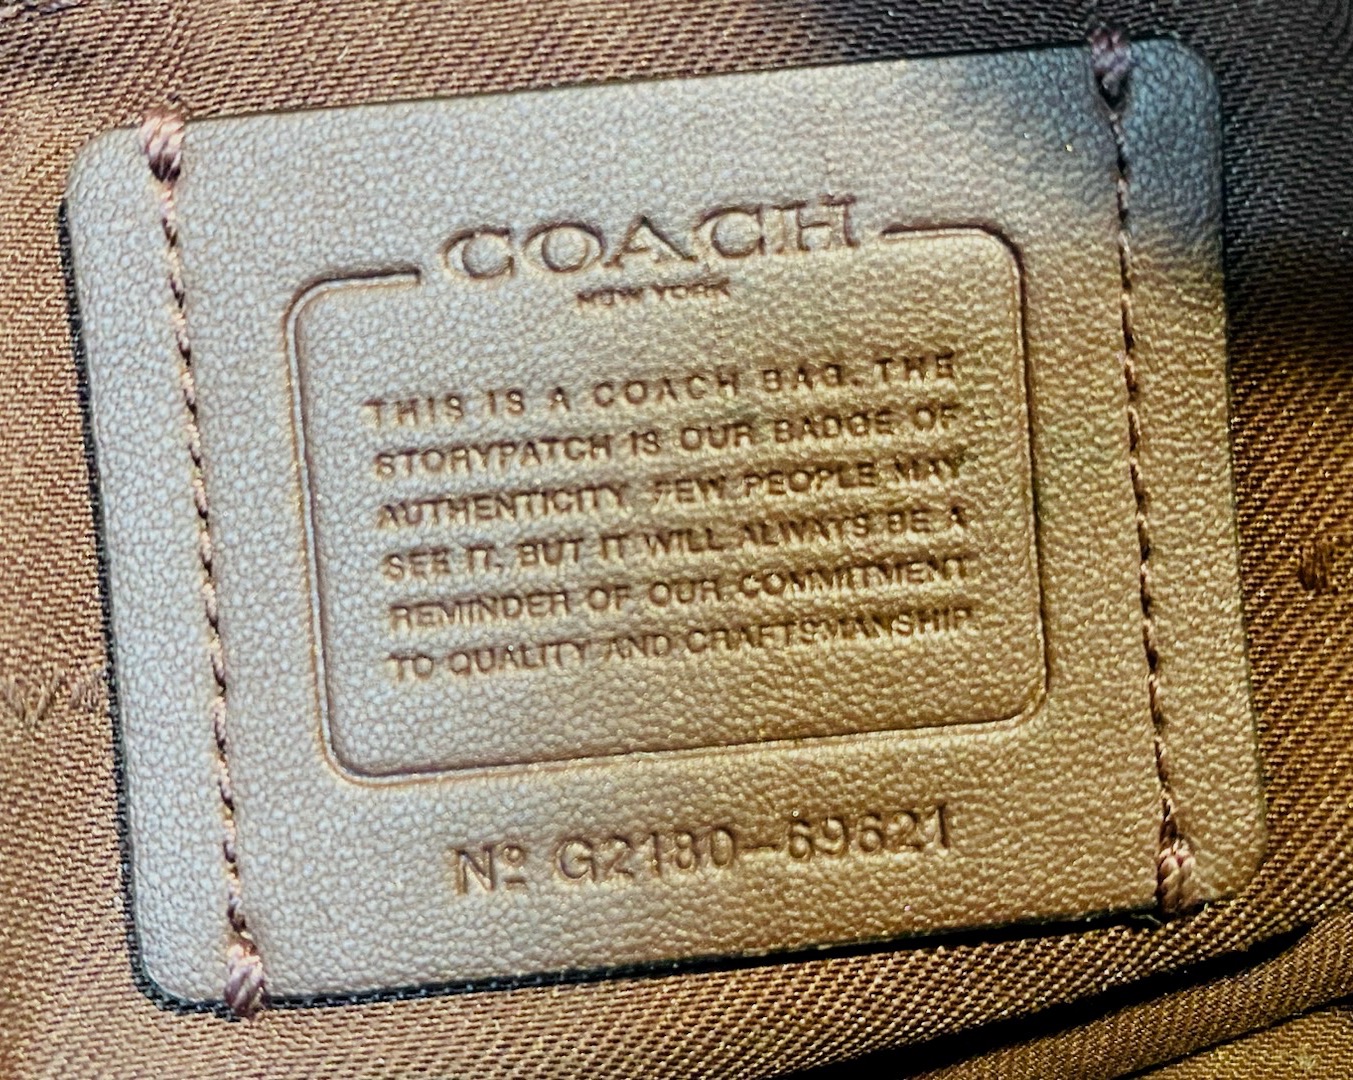 COACH
NEW YORK
THIS IS A COACH BAG. THE
STORYPATCH IS OUR BADGE OF
AUTHENTICITY. FEW PEOPLE MAY
SEE IT, BUT IT WILL ALWAYS BE A
REMINDER OF OUR COMMITMENT
TO QUALITY AND CRAFTSMANSHIP.
Nº G2180-69621